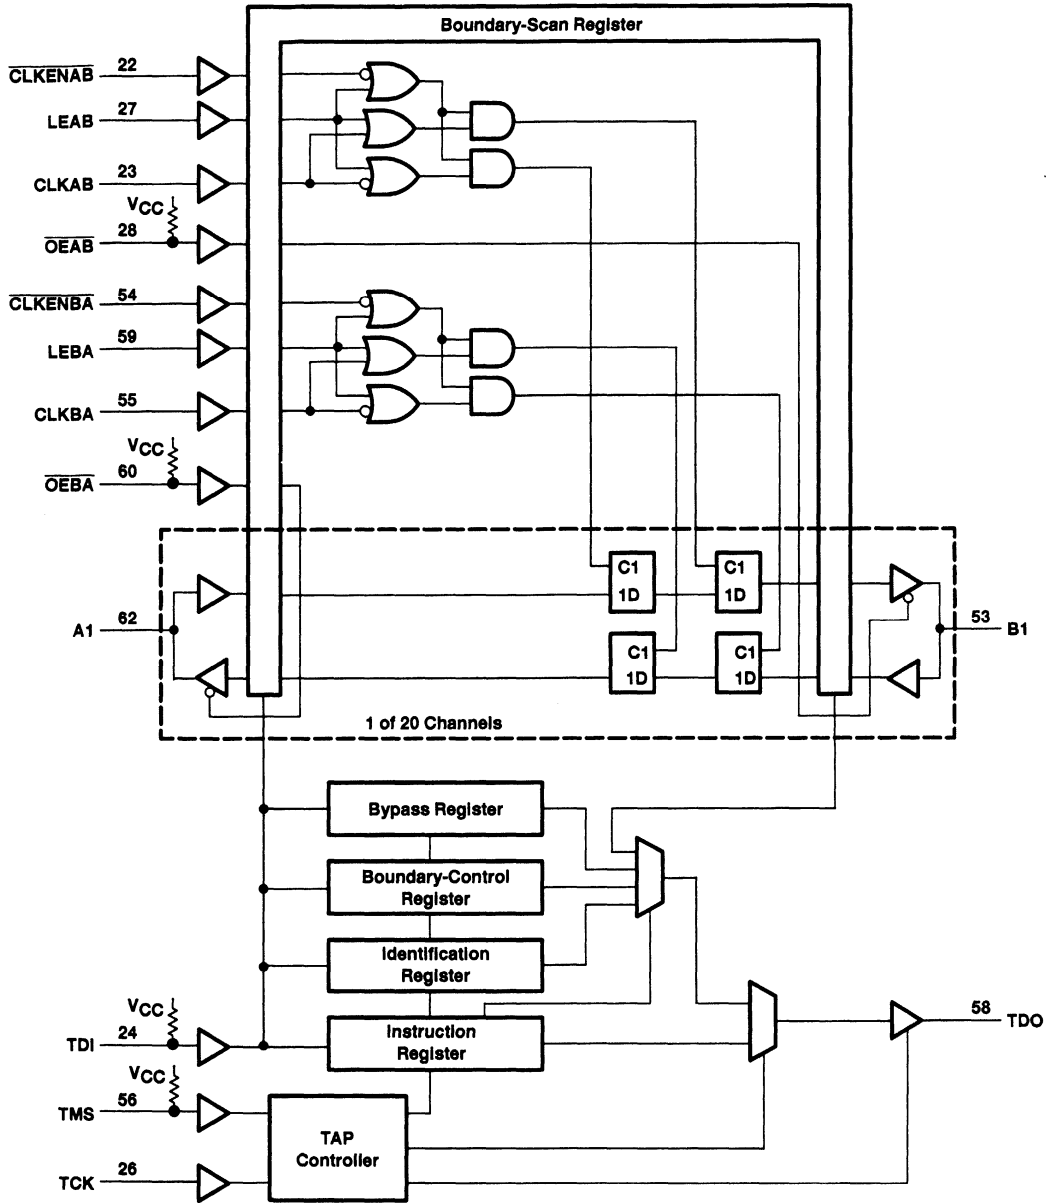 Boundary-Scan Register
CLKENAB 22
LEAB 27
CLKAB 23
VCC
OEAB 28
CLKENBA 54
LEBA 59
CLKBA 55
VCC
OEBA 60
C1
1D
C1
1D
A1 62
53 B1
C1
1D
C1
1D
1 of 20 Channels
Bypass Register
Boundary-Control
Register
Identification
Register
VCC
TDI 24
Instruction
Register
58 TDO
VCC
TMS 56
TAP
Controller
TCK 26